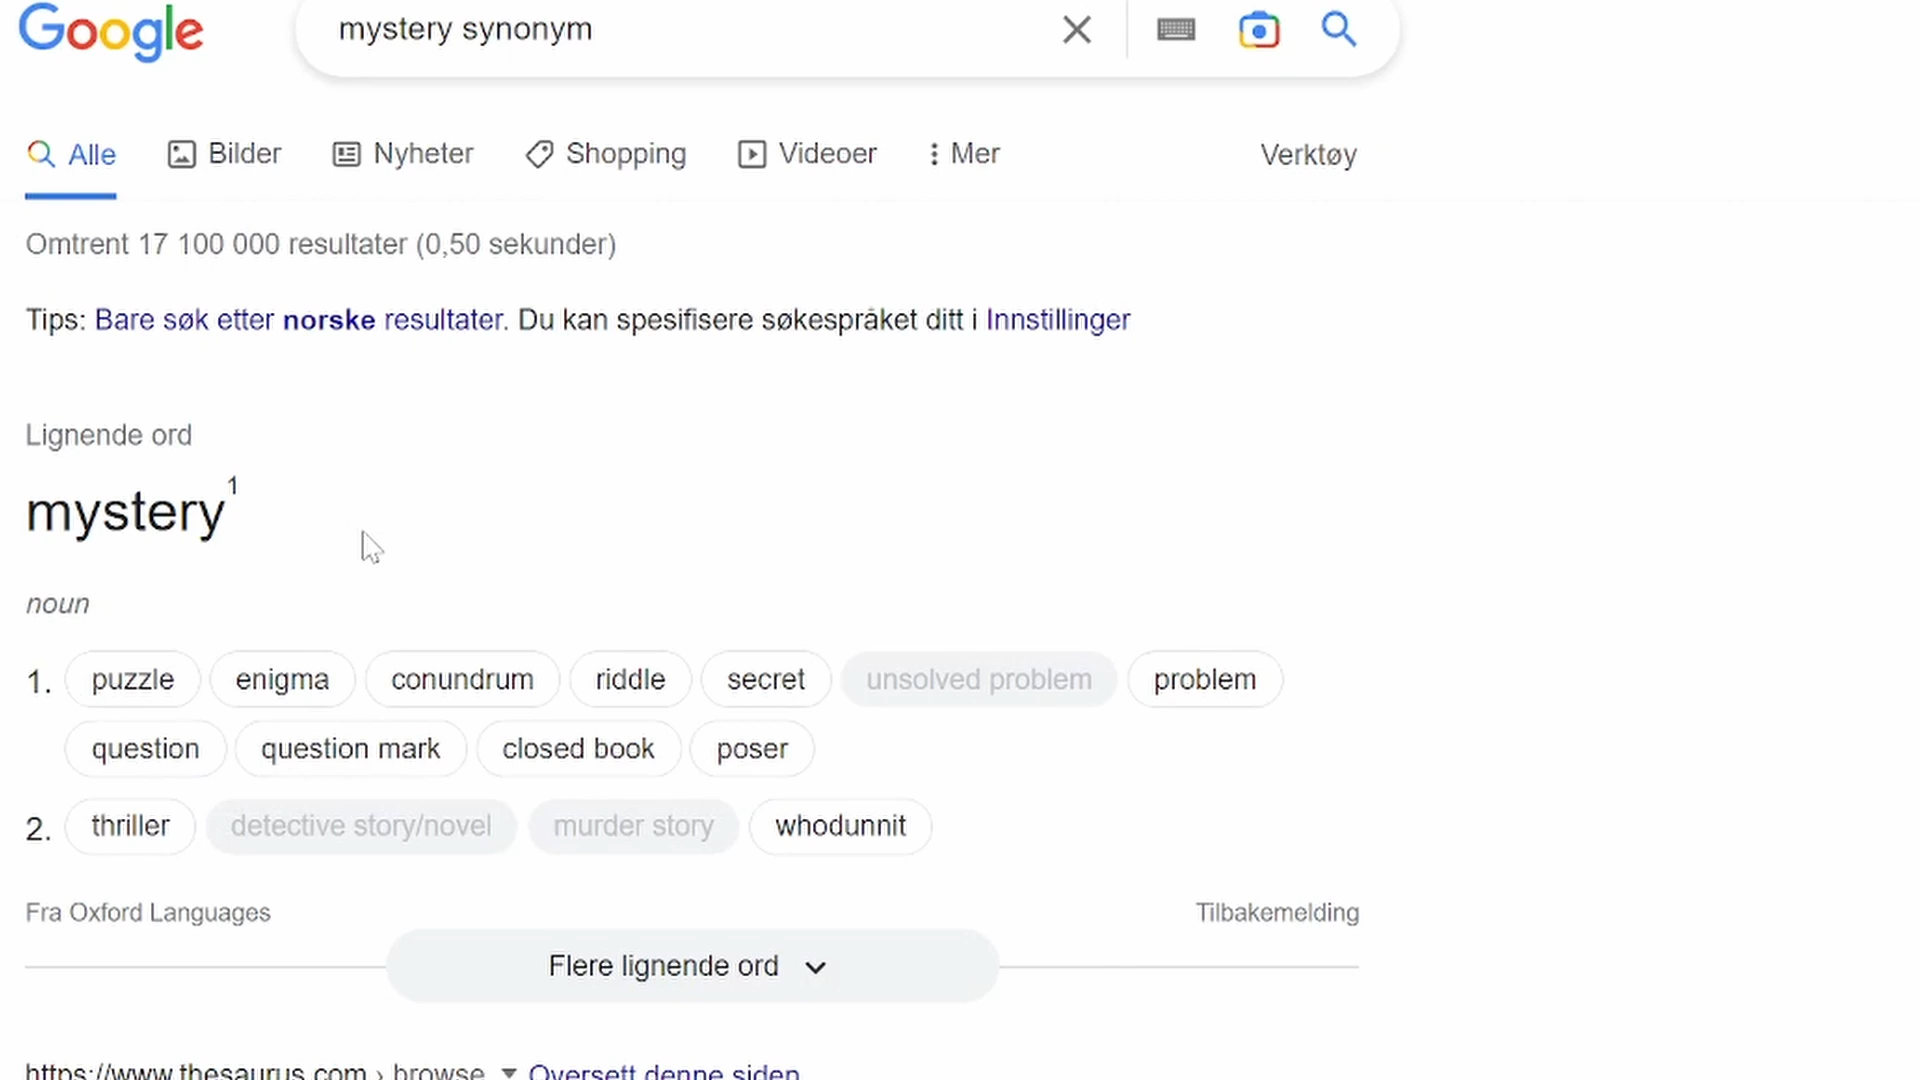 Google mystery synonym
Alle Bilder Nyheter Shopping Videoer Mer Verktøy
Omtrent 17 100 000 resultater (0,50 sekunder)
Tips: Bare søk etter norske resultater. Du kan spesifisere søkespråket ditt i Innstillinger
Lignende ord
mystery¹
noun
1. puzzle enigma conundrum riddle secret unsolved problem problem
question question mark closed book poser
2. thriller detective story/novel murder story whodunnit
Fra Oxford Languages Tilbakemelding
Flere lignende ord
https://www.thesaurus.com › browse Oversett denne siden